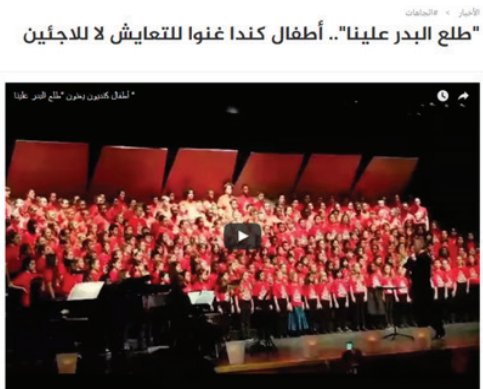 الأخبار > #اتجاهات
"طلع البدر علينا".. أطفال كندا غنوا للتعايش لا للاجئين
أطفال كنديون يغنون "طلع البدر علينا "